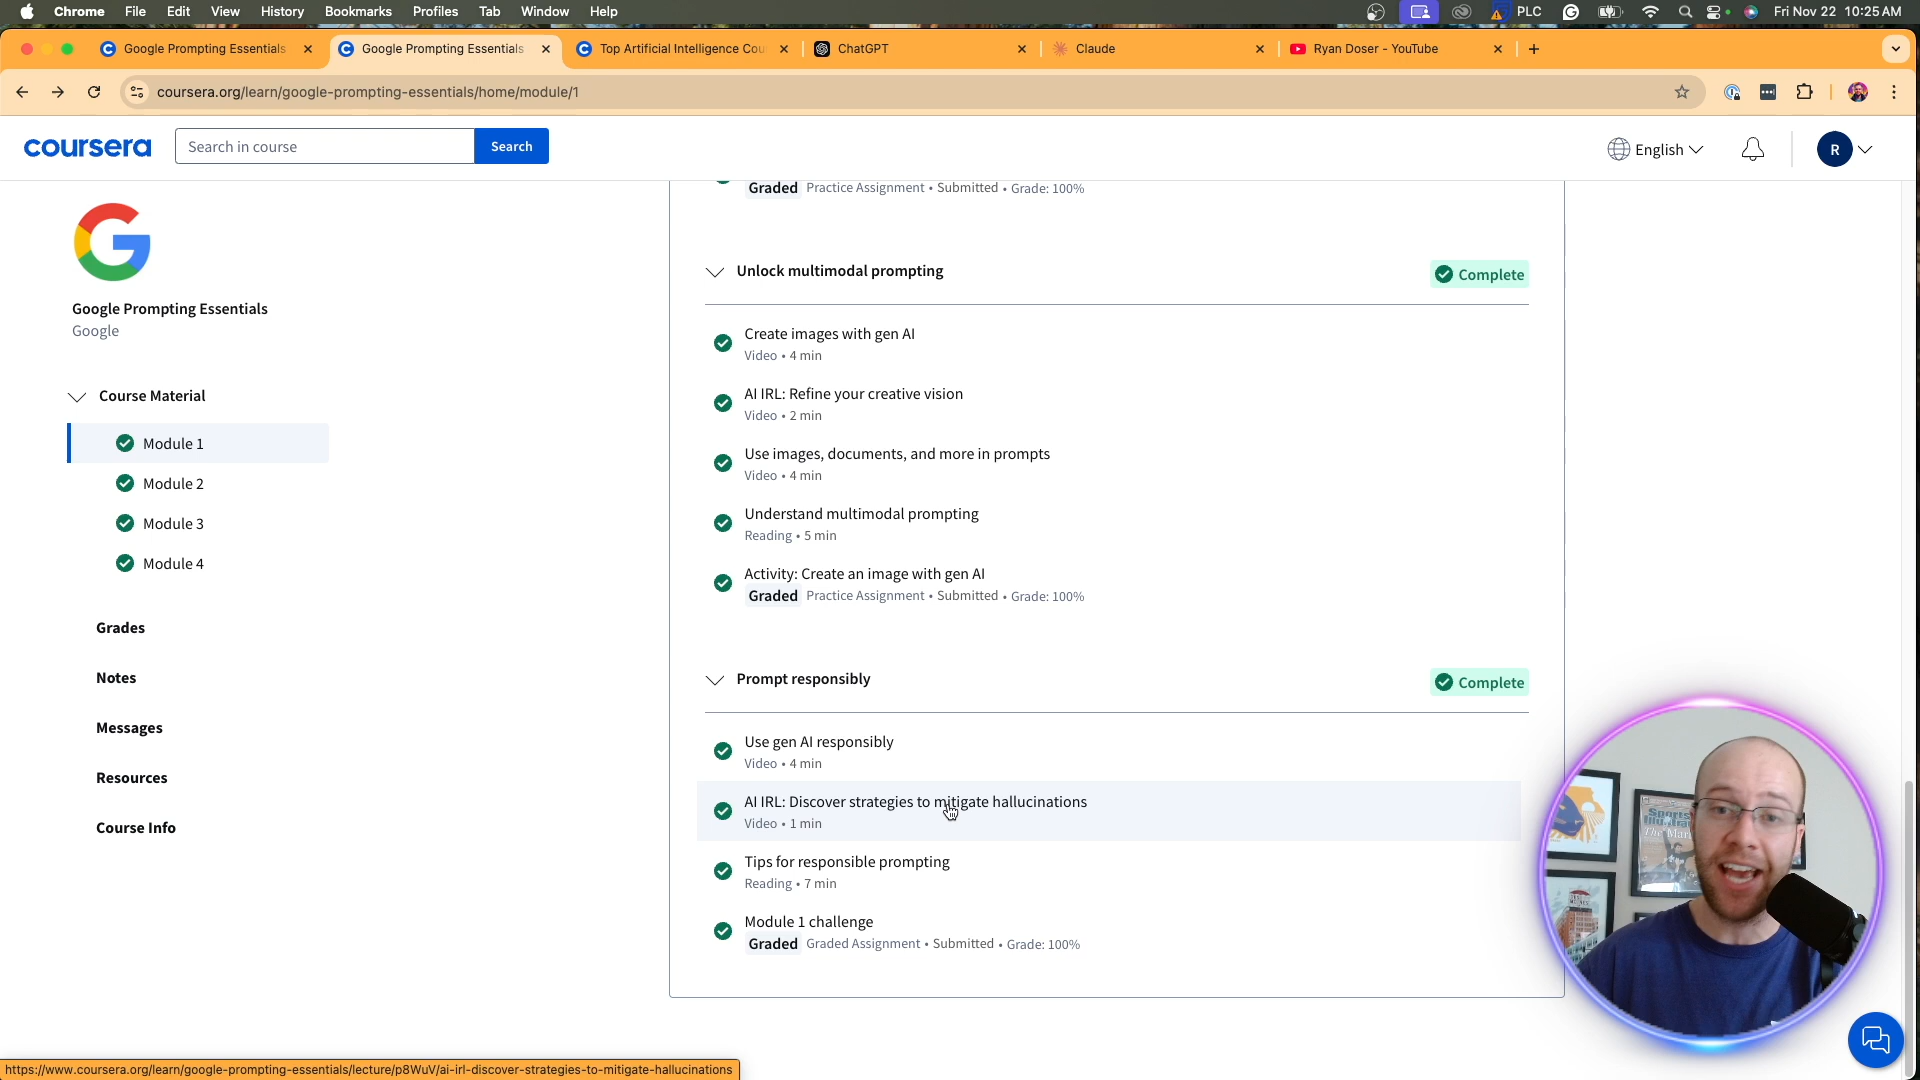 Chrome File Edit View History Bookmarks Profiles Tab Window Help PLC Fri Nov 22 10:25 AM
Google Prompting Essentials Google Prompting Essentials Top Artificial Intelligence Cou ChatGPT Claude Ryan Doser - YouTube
coursera.org/learn/google-prompting-essentials/home/module/1
coursera Search in course Search English R
Graded Practice Assignment • Submitted • Grade: 100%
Google Prompting Essentials
Google
Course Material
Module 1
Module 2
Module 3
Module 4
Grades
Notes
Messages
Resources
Course Info
Unlock multimodal prompting Complete
Create images with gen AI
Video • 4 min
AI IRL: Refine your creative vision
Video • 2 min
Use images, documents, and more in prompts
Video • 4 min
Understand multimodal prompting
Reading • 5 min
Activity: Create an image with gen AI
Graded Practice Assignment • Submitted • Grade: 100%
Prompt responsibly Complete
Use gen AI responsibly
Video • 4 min
AI IRL: Discover strategies to mitigate hallucinations
Video • 1 min
Tips for responsible prompting
Reading • 7 min
Module 1 challenge
Graded Graded Assignment • Submitted • Grade: 100%
Sports
https://www.coursera.org/learn/google-prompting-essentials/lecture/p8WuV/ai-irl-discover-strategies-to-mitigate-hallucinations